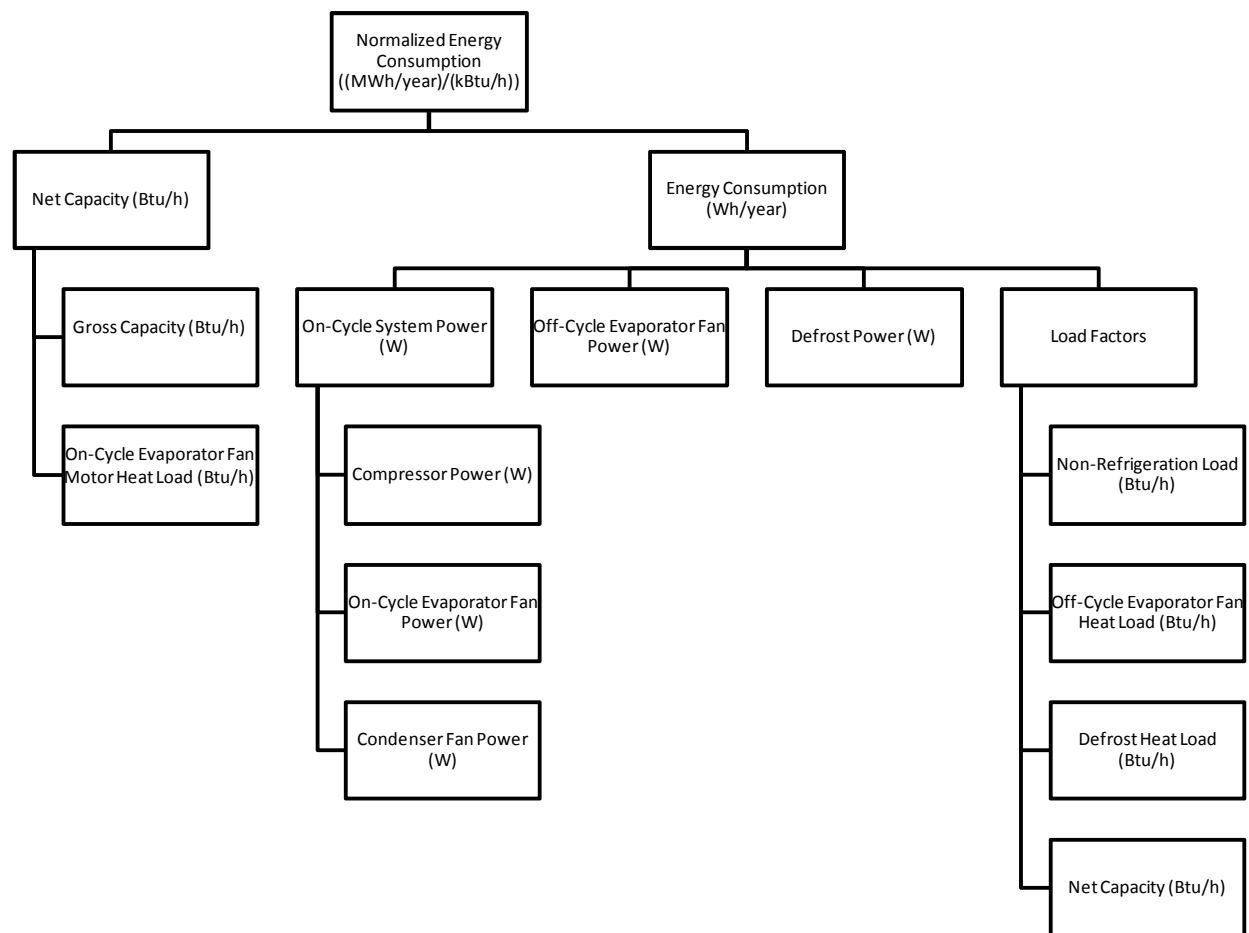 Normalized Energy
Consumption
((MWh/year)/(kBtu/h))
Net Capacity (Btu/h)
Energy Consumption
(Wh/year)
Gross Capacity (Btu/h)
On-Cycle System Power
(W)
Off-Cycle Evaporator Fan
Power (W)
Defrost Power (W)
Load Factors
On-Cycle Evaporator Fan
Motor Heat Load (Btu/h)
Compressor Power (W)
Non-Refrigeration Load
(Btu/h)
On-Cycle Evaporator Fan
Power (W)
Off-Cycle Evaporator Fan
Heat Load (Btu/h)
Condenser Fan Power
(W)
Defrost Heat Load
(Btu/h)
Net Capacity (Btu/h)